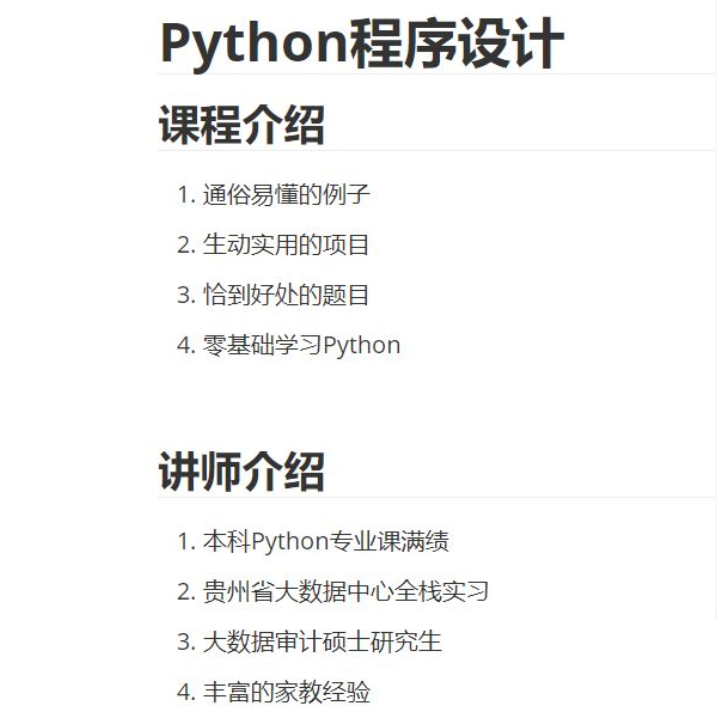 Python程序设计
课程介绍
1. 通俗易懂的例子
2. 生动实用的项目
3. 恰到好处的题目
4. 零基础学习Python
讲师介绍
1. 本科Python专业课满绩
2. 贵州省大数据中心全栈实习
3. 大数据审计硕士研究生
4. 丰富的家教经验